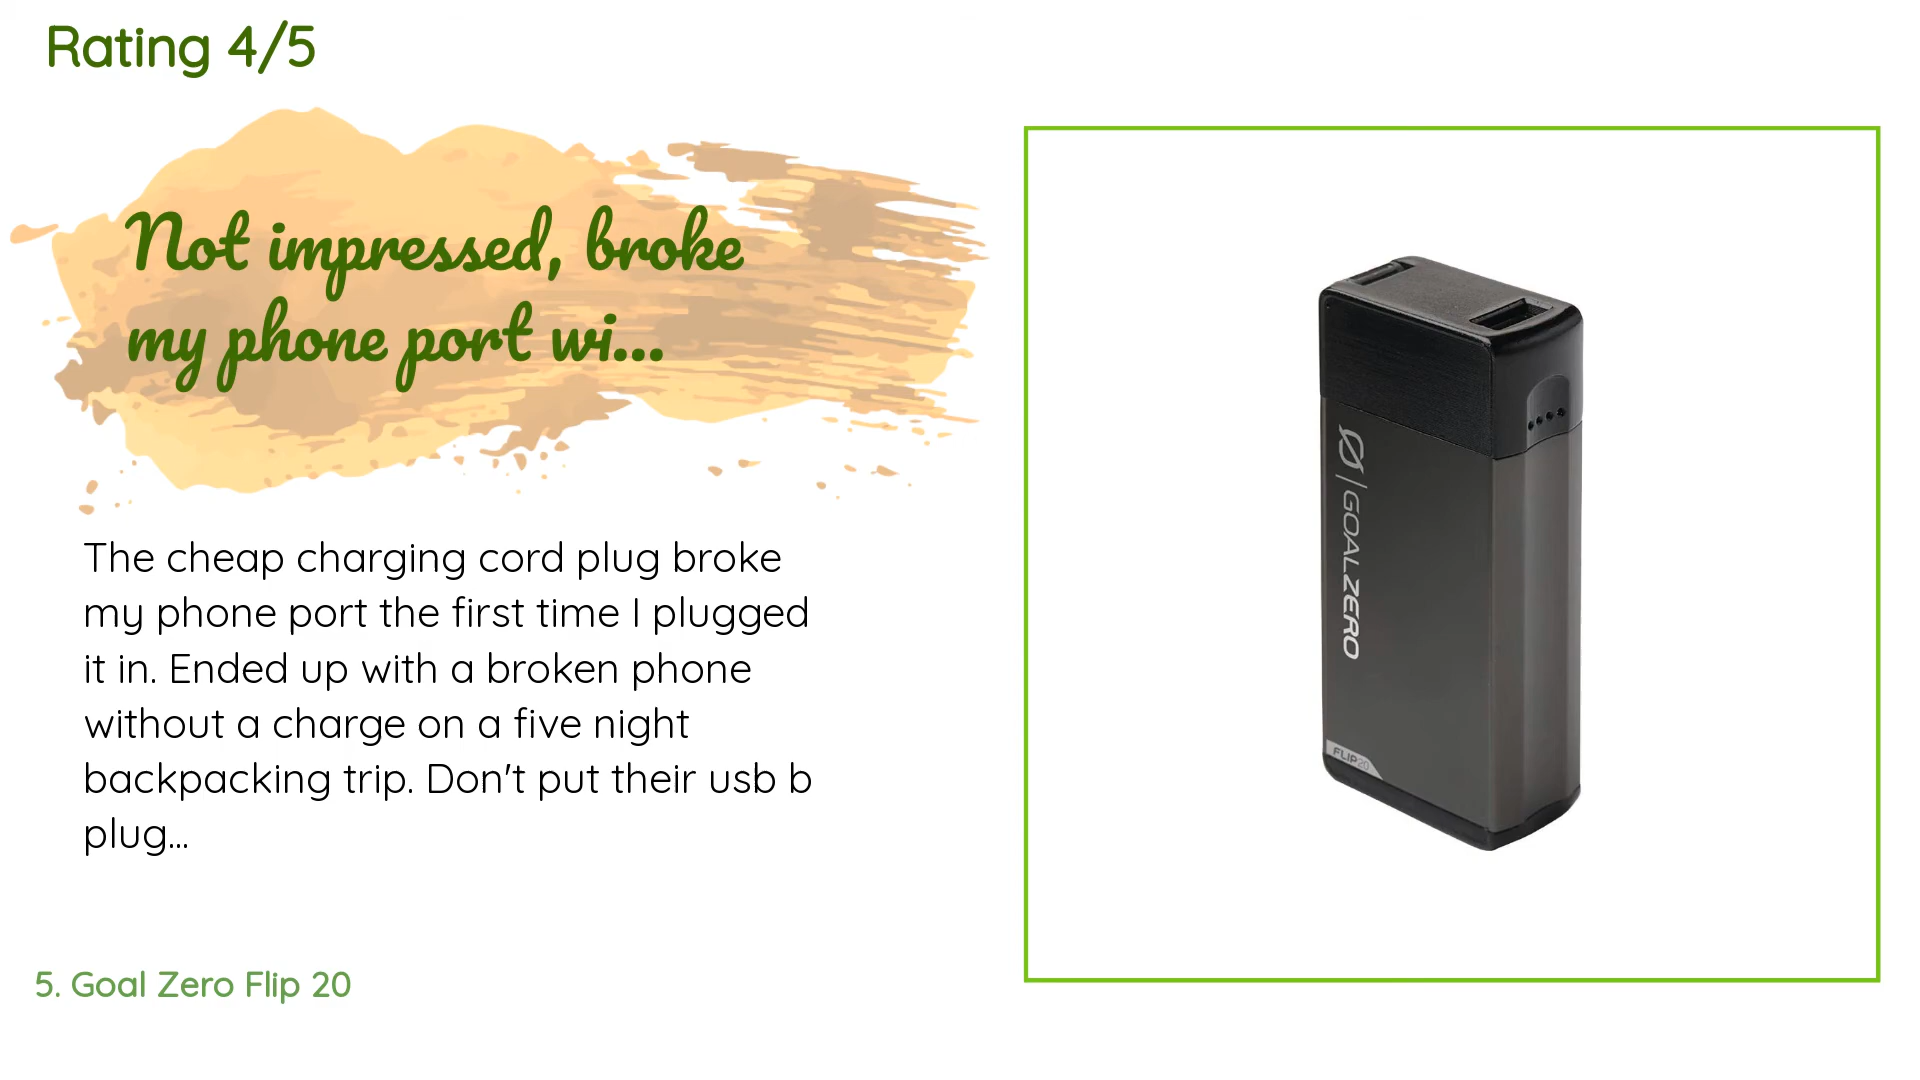 Rating 4/5
Not impressed, broke
my phone port wi...
The cheap charging cord plug broke
my phone port the first time I plugged
it in. Ended up with a broken phone
without a charge on a five night
backpacking trip. Don't put their usb b
plug...
5. Goal Zero Flip 20
GOALZERO
FLIP20